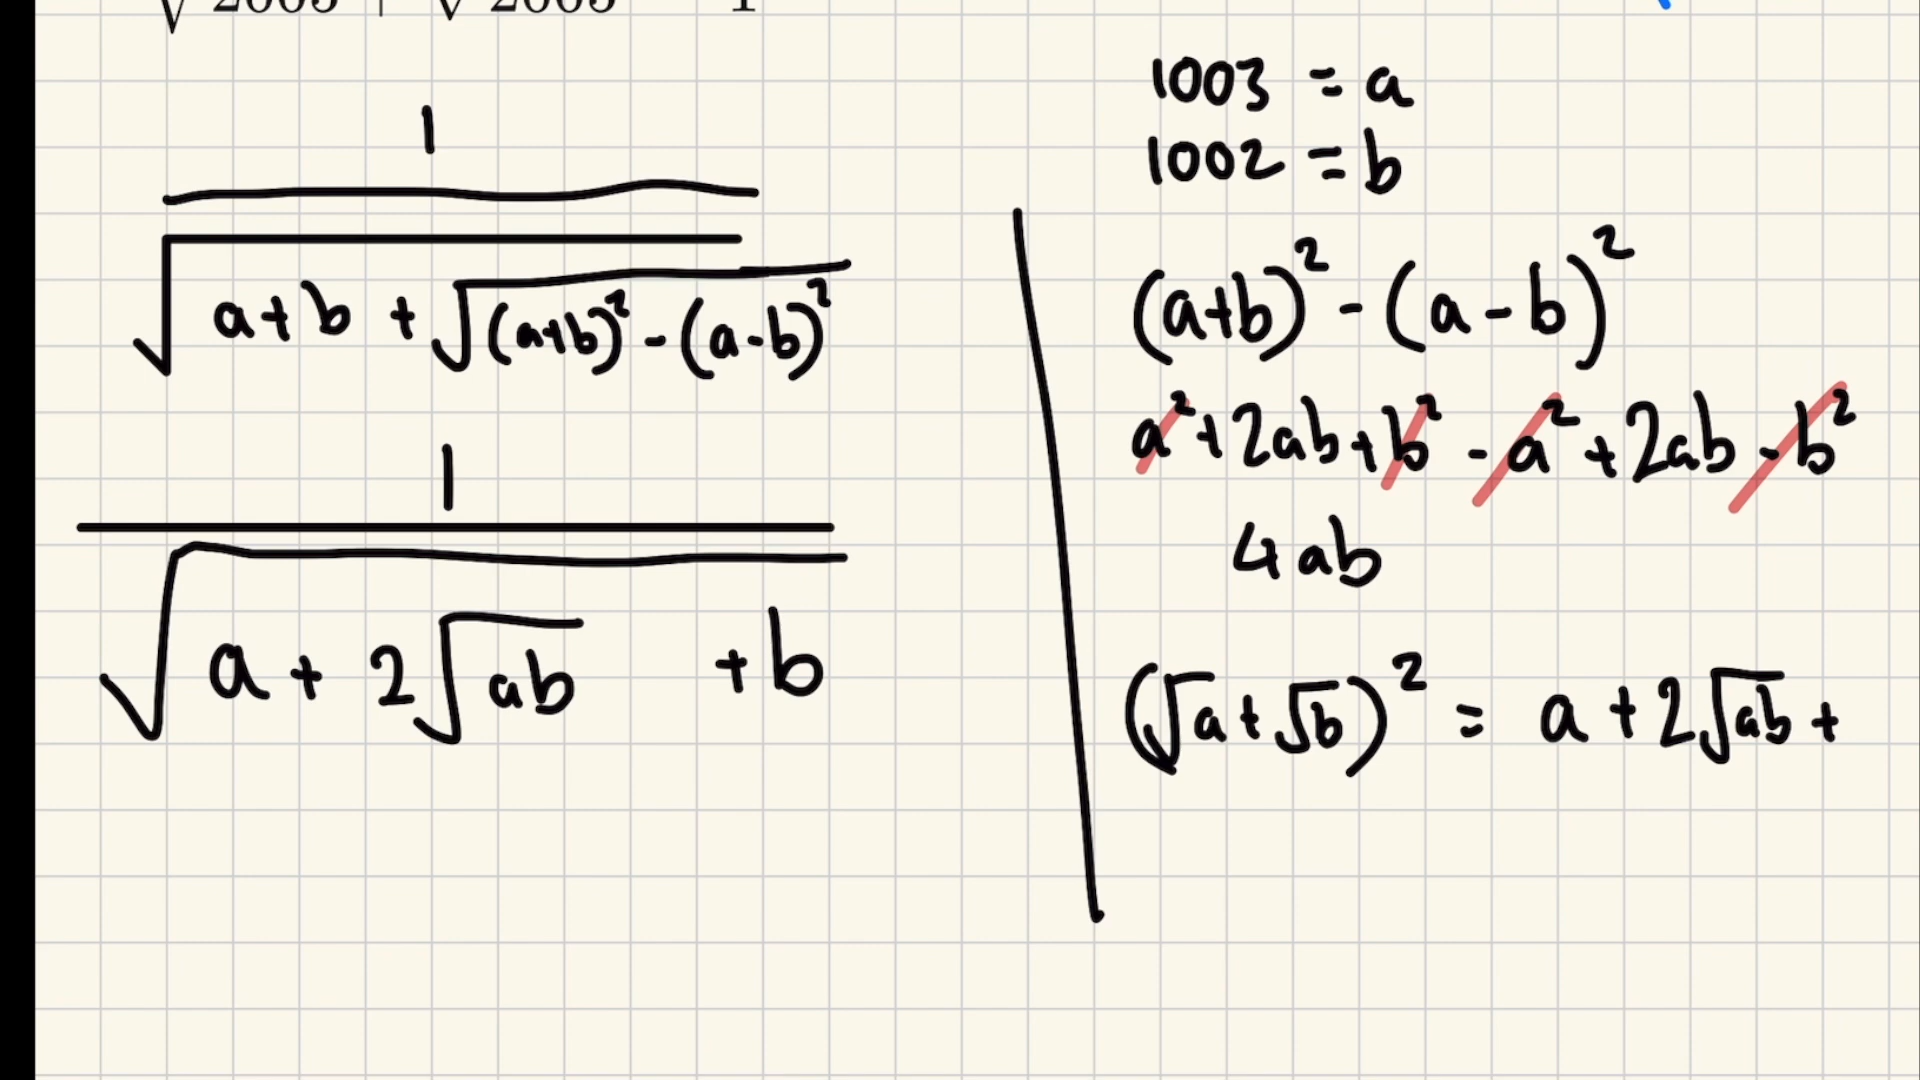 1003 = a
1002 = b
1
√(a+b + √((a+b)² - (a-b)²))
(a+b)² - (a-b)²
a² + 2ab + b² - a² + 2ab - b²
1
√(a + 2√ab + b)
4ab
(√a + √b)² = a + 2√ab +